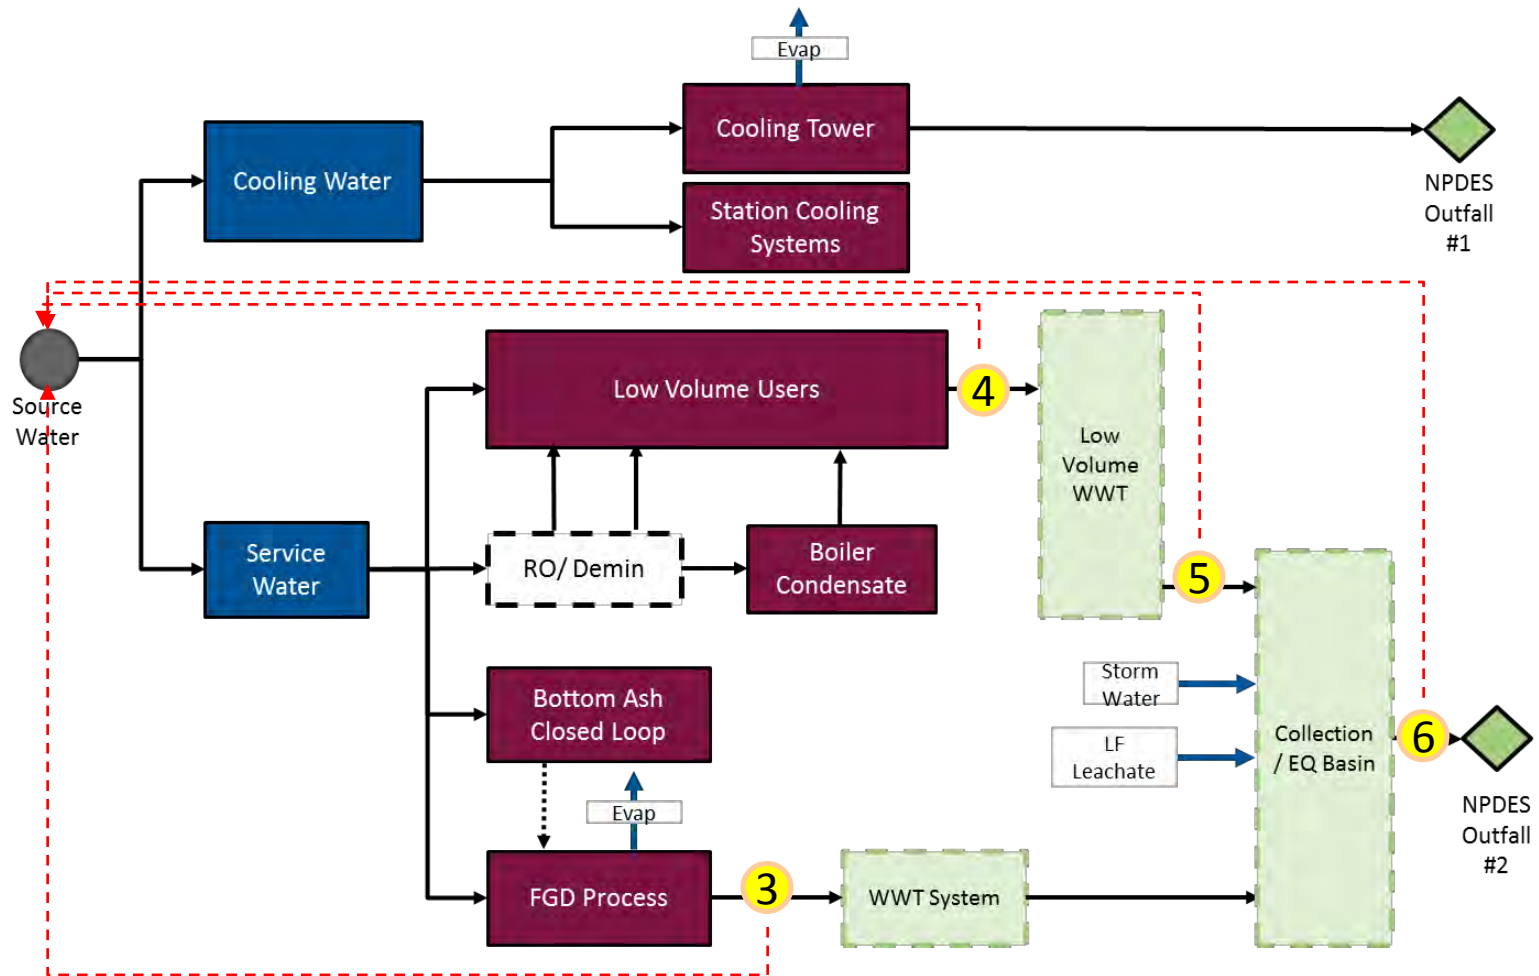 Evap
Cooling Tower
Cooling Water
Station Cooling
Systems
NPDES
Outfall
#1
Source
Water
Low Volume Users
4
Low
Volume
WWT
Service
Water
RO/ Demin
Boiler
Condensate
5
Storm
Water
LF
Leachate
Collection
/ EQ Basin
6
NPDES
Outfall
#2
Bottom Ash
Closed Loop
Evap
FGD Process
3
WWT System